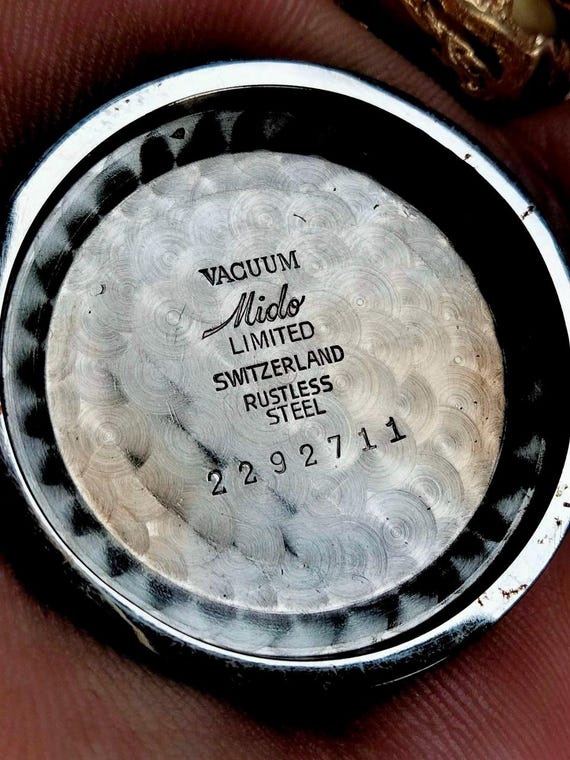 VACUUM
Mido
LIMITED
SWITZERLAND
RUSTLESS
STEEL
2292711